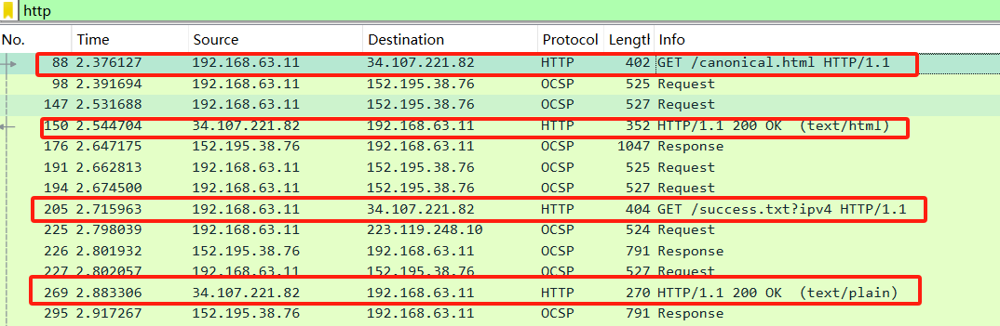 http
No. Time Source Destination Protocol Length Info
88 2.376127 192.168.63.11 34.107.221.82 HTTP 402 GET /canonical.html HTTP/1.1
98 2.391694 192.168.63.11 152.195.38.76 OCSP 525 Request
147 2.531688 192.168.63.11 152.195.38.76 OCSP 527 Request
150 2.544704 34.107.221.82 192.168.63.11 HTTP 352 HTTP/1.1 200 OK (text/html)
176 2.647175 152.195.38.76 192.168.63.11 OCSP 1047 Response
191 2.662813 192.168.63.11 152.195.38.76 OCSP 525 Request
194 2.674500 192.168.63.11 152.195.38.76 OCSP 527 Request
205 2.715963 192.168.63.11 34.107.221.82 HTTP 404 GET /success.txt?ipv4 HTTP/1.1
225 2.798039 192.168.63.11 223.119.248.10 OCSP 524 Request
226 2.801932 152.195.38.76 192.168.63.11 OCSP 791 Response
227 2.802057 192.168.63.11 152.195.38.76 OCSP 527 Request
269 2.883306 34.107.221.82 192.168.63.11 HTTP 270 HTTP/1.1 200 OK (text/plain)
295 2.917267 152.195.38.76 192.168.63.11 OCSP 791 Response